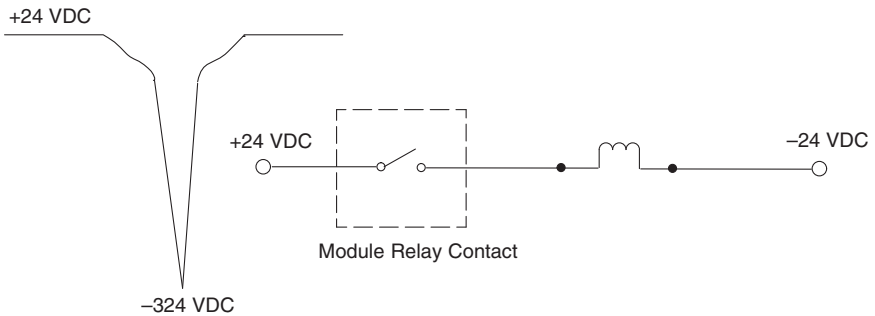 +24 VDC
+24 VDC
–24 VDC
Module Relay Contact
–324 VDC